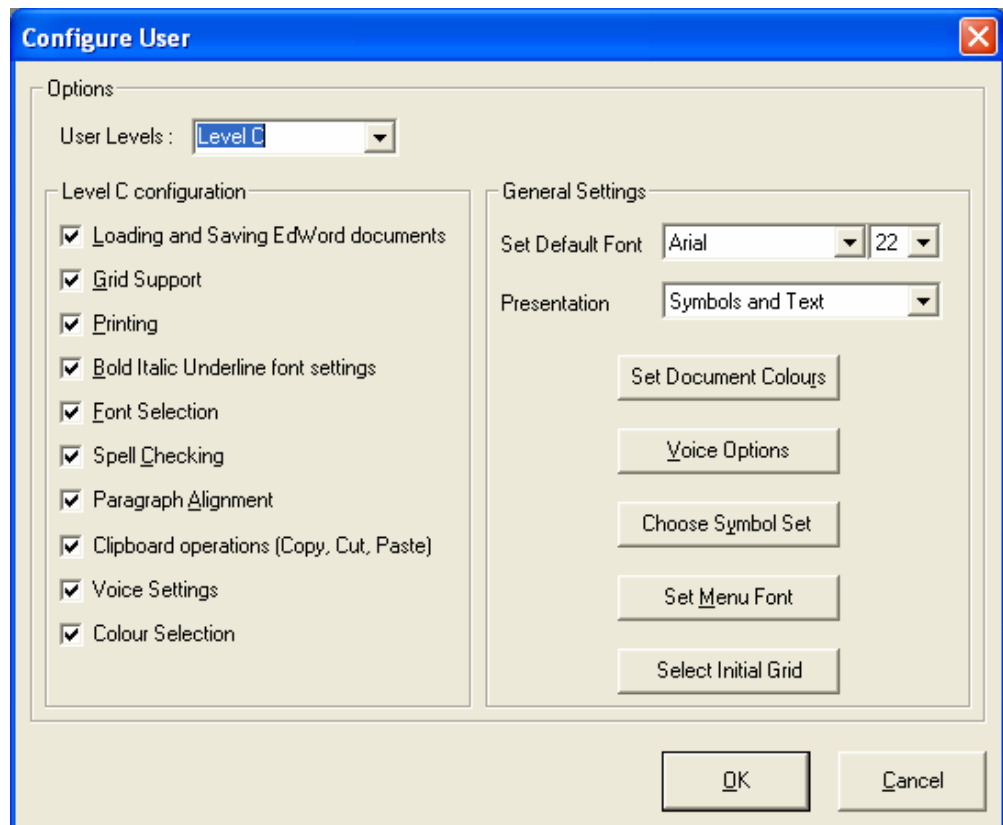 Configure User
Options
User Levels : Level C
Level C configuration
Loading and Saving EdWord documents
Grid Support
Printing
Bold Italic Underline font settings
Font Selection
Spell Checking
Paragraph Alignment
Clipboard operations (Copy, Cut, Paste)
Voice Settings
Colour Selection
General Settings
Set Default Font Arial 22
Presentation Symbols and Text
Set Document Colours
Voice Options
Choose Symbol Set
Set Menu Font
Select Initial Grid
OK Cancel